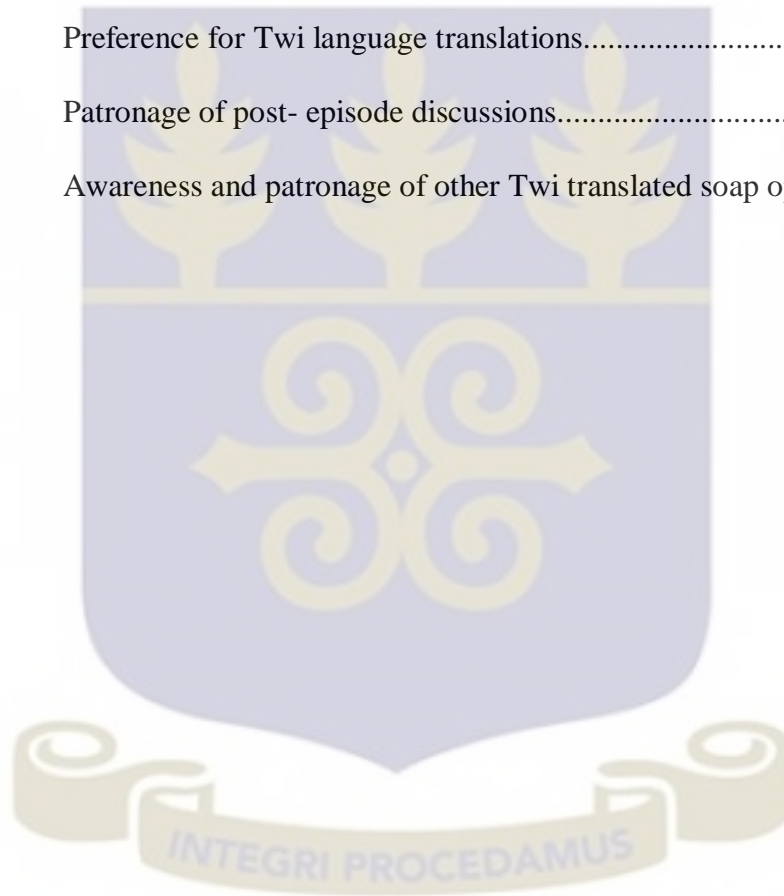 Preference for Twi language translations.........................
Patronage of post- episode discussions............................
Awareness and patronage of other Twi translated soap
INTEGRI PROCEDAMUS